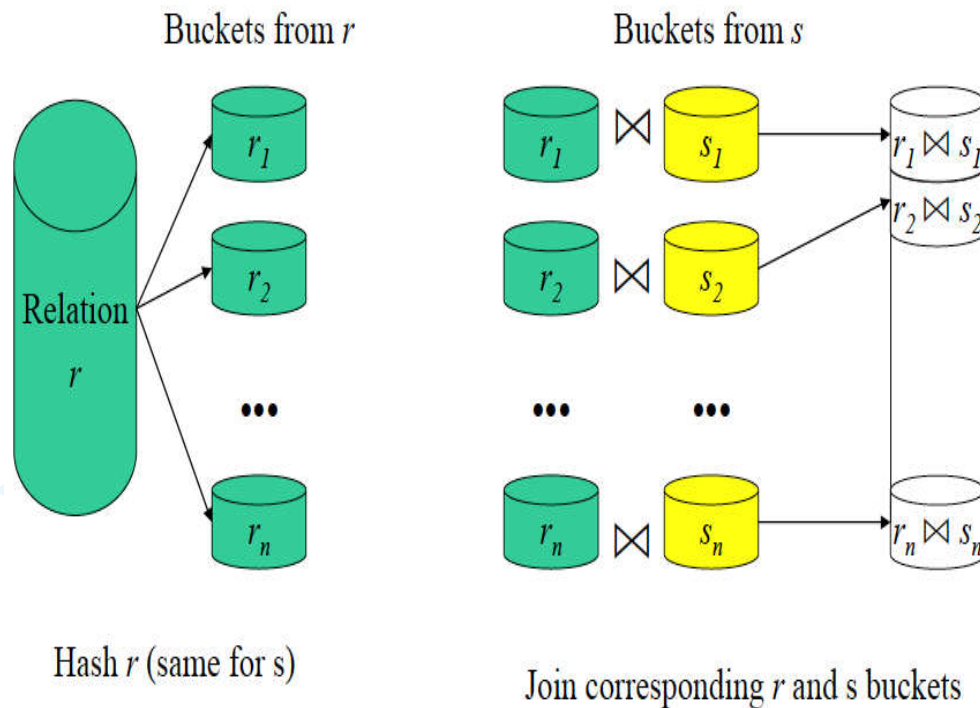 Buckets from r
Buckets from s
r₁
r₁ ⋈ s₁
r₁ ⋈ s₁
r₂
r₂ ⋈ s₂
r₂ ⋈ s₂
Relation
r
••• ••• •••
rₙ
rₙ ⋈ sₙ
rₙ ⋈ sₙ
Hash r (same for s)
Join corresponding r and s buckets